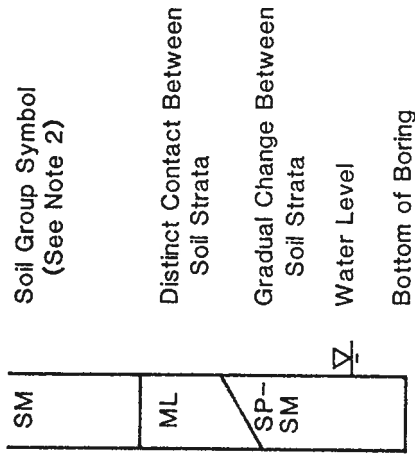 SM
Soil Group Symbol
(See Note 2)
ML
Distinct Contact Between
Soil Strata
SP-
SM
Gradual Change Between
Soil Strata
Water Level
Bottom of Boring